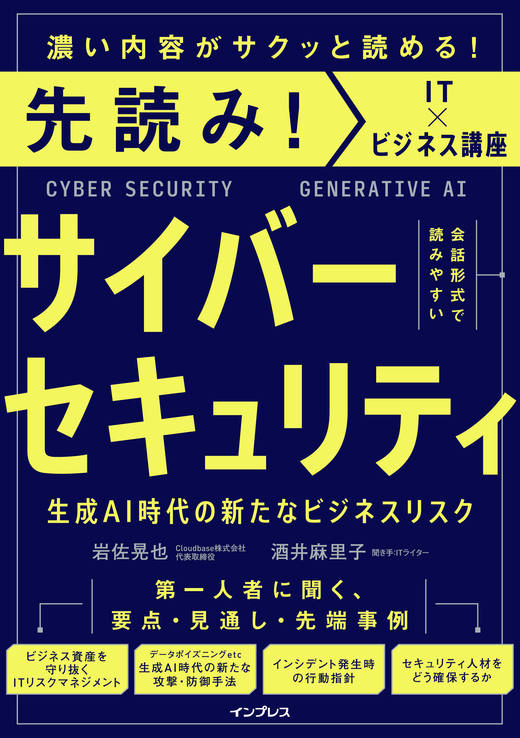 濃い内容がサクッと読める!
先読み!
IT
×
ビジネス講座
CYBER SECURITY
GENERATIVE AI
サイバー
セキュリティ
会話形式で
読みやすい
生成AI時代の新たなビジネスリスク
岩佐晃也 Cloudbase株式会社
代表取締役
酒井麻里子 聞き手:ITライター
第一人者に聞く、
要点・見通し・先端事例
ビジネス資産を
守り抜く
ITリスクマネジメント
データポイズニングetc
生成AI時代の新たな
攻撃・防御手法
インシデント発生時
の行動指針
セキュリティ人材を
どう確保するか
インプレス